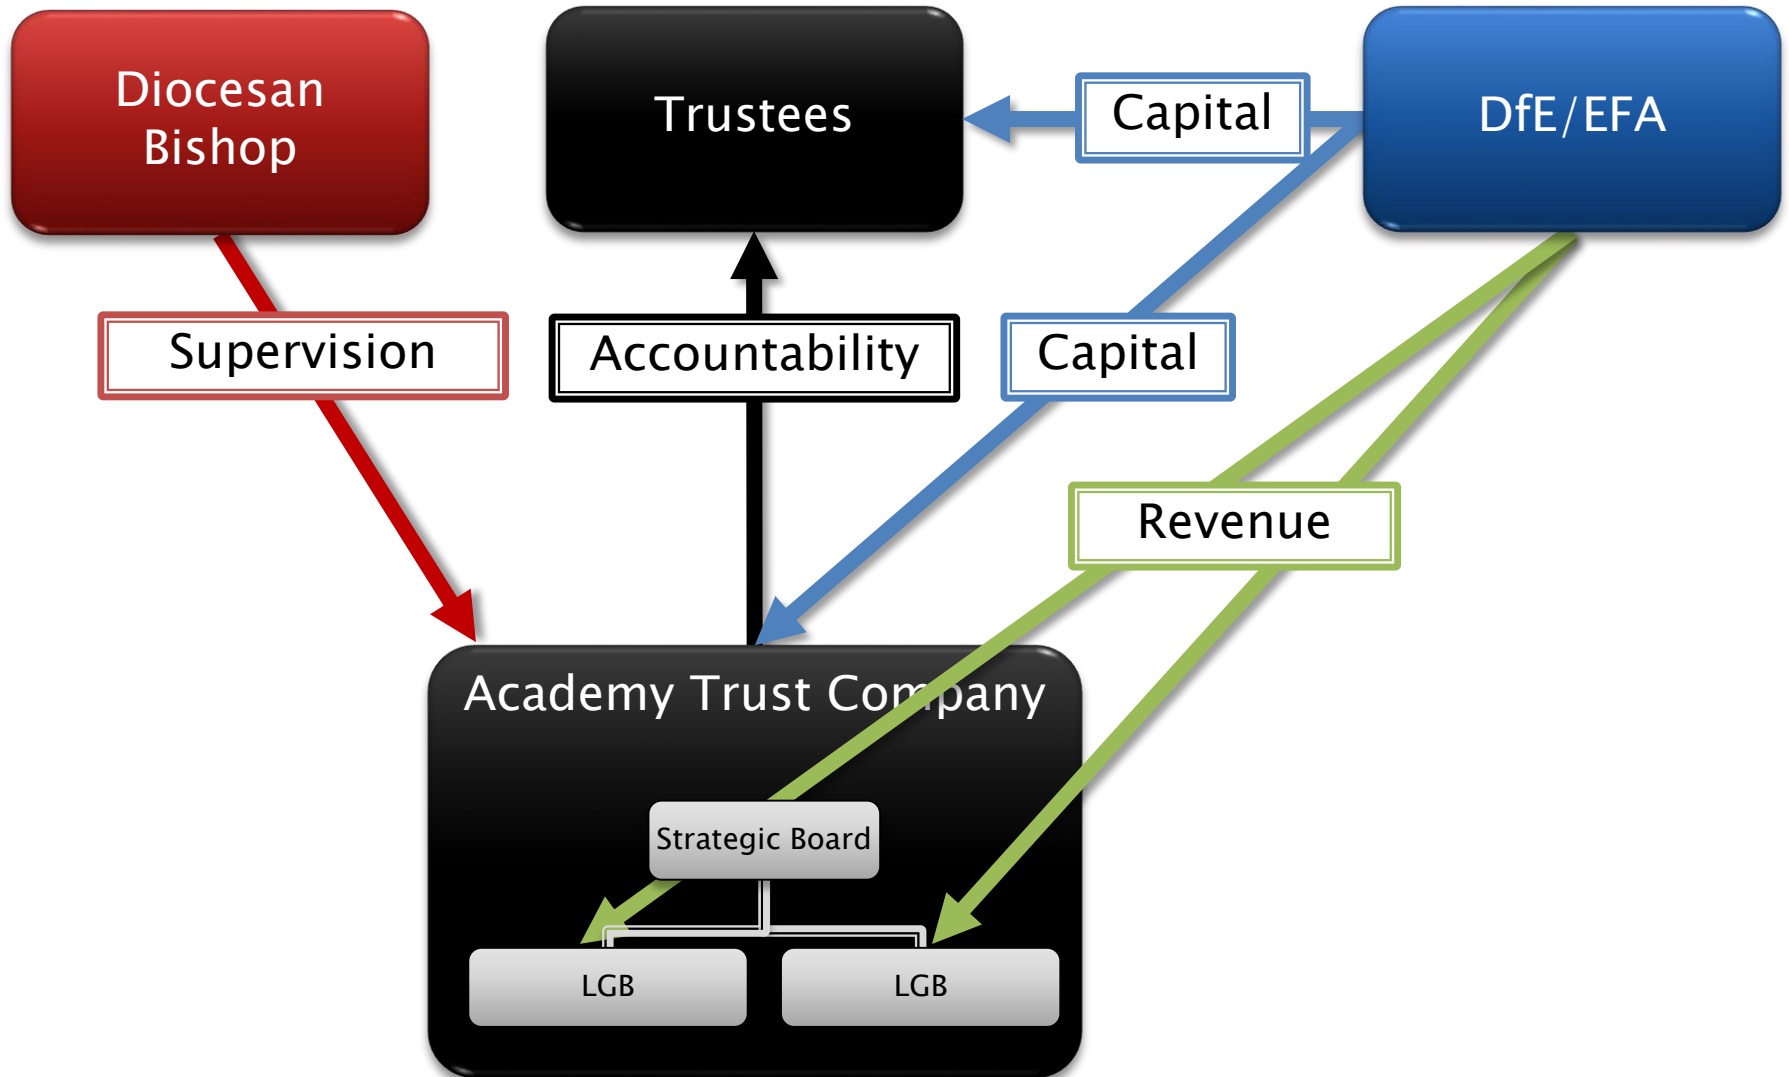 Diocesan
Bishop
Trustees
Capital
DfE/EFA
Supervision
Accountability
Capital
Revenue
Academy Trust Company
Strategic Board
LGB
LGB